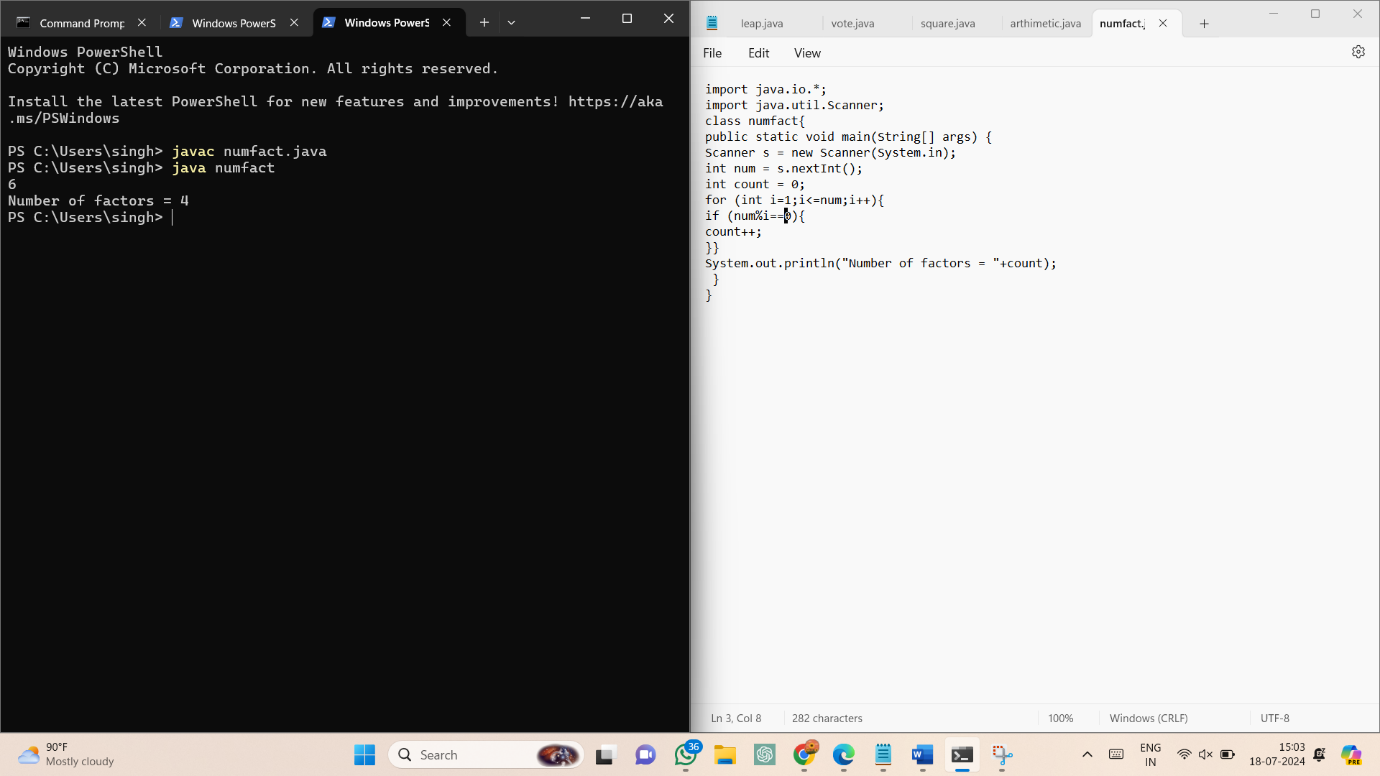 Command Promp
Windows PowerS
Windows PowerS
Windows PowerShell
Copyright (C) Microsoft Corporation. All rights reserved.
Install the latest PowerShell for new features and improvements! https://aka
.ms/PSWindows
PS C:\Users\singh> javac numfact.java
PS C:\Users\singh> java numfact
6
Number of factors = 4
PS C:\Users\singh>
leap.java
vote.java
square.java
arthimetic.java
numfact.j
File Edit View
import java.io.*;
import java.util.Scanner;
class numfact{
public static void main(String[] args) {
Scanner s = new Scanner(System.in);
int num = s.nextInt();
int count = 0;
for (int i=1;i<=num;i++){
if (num%i==0){
count++;
}}
System.out.println("Number of factors = "+count);
}
}
Ln 3, Col 8 282 characters 100% Windows (CRLF) UTF-8
90°F
Mostly cloudy
Search
36
PRE
ENG
IN
15:03
18-07-2024